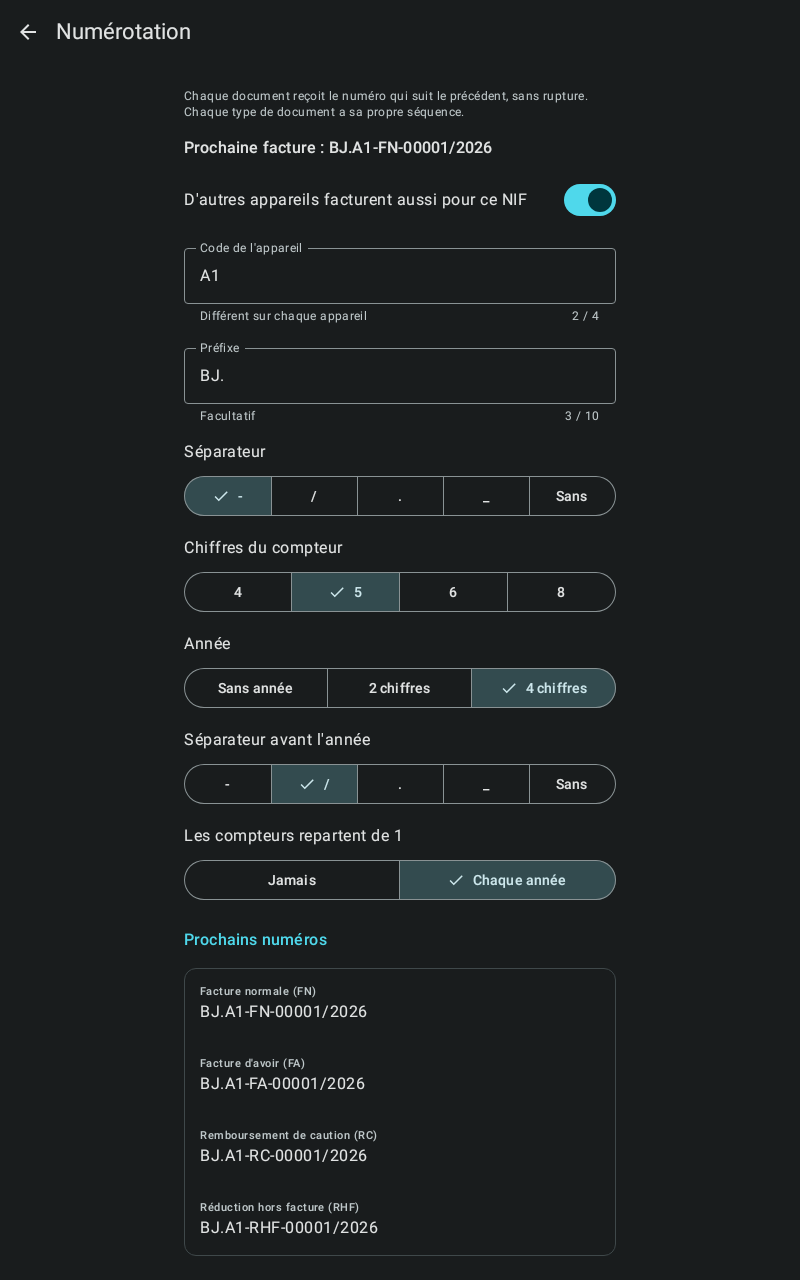 Numérotation
Chaque document reçoit le numéro qui suit le précédent, sans rupture.
Chaque type de document a sa propre séquence.
Prochaine facture : BJ.A1-FN-00001/2026
D'autres appareils facturent aussi pour ce NIF
Code de l'appareil
A1
Différent sur chaque appareil 2 / 4
Préfixe
BJ.
Facultatif 3 / 10
Séparateur
- / . _ Sans
Chiffres du compteur
4 5 6 8
Année
Sans année 2 chiffres 4 chiffres
Séparateur avant l'année
- / . _ Sans
Les compteurs repartent de 1
Jamais Chaque année
Prochains numéros
Facture normale (FN)
BJ.A1-FN-00001/2026
Facture d'avoir (FA)
BJ.A1-FA-00001/2026
Remboursement de caution (RC)
BJ.A1-RC-00001/2026
Réduction hors facture (RHF)
BJ.A1-RHF-00001/2026